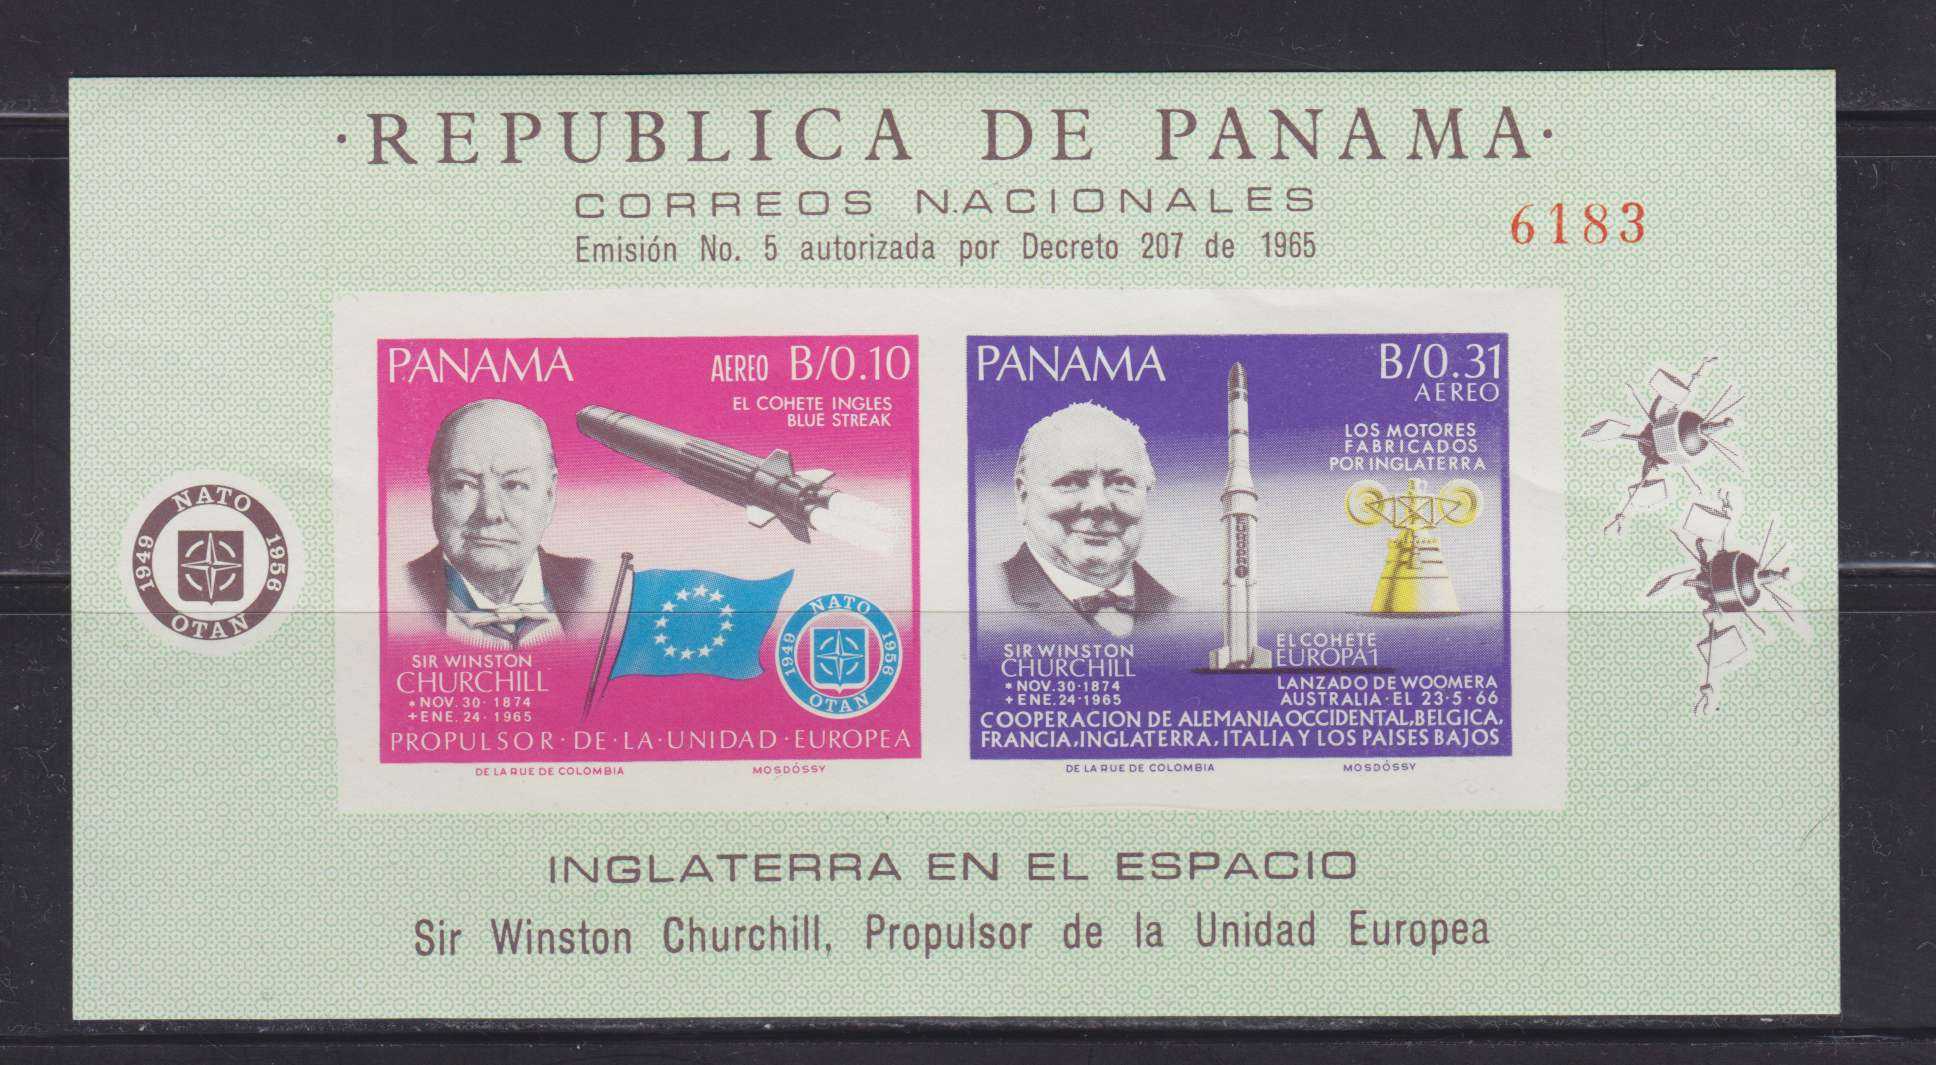 ·REPUBLICA DE PANAMA·
CORREOS NACIONALES
Emisión No. 5 autorizada por Decreto 207 de 1965
6183
NATO
1949 1956
OTAN
PANAMA
AEREO B/0.10
EL COHETE INGLES
BLUE STREAK
NATO
1949 1956
OTAN
SIR WINSTON
CHURCHILL
* NOV. 30 · 1874
+ ENE. 24 · 1965
PROPULSOR · DE · LA · UNIDAD · EUROPEA
DE LA RUE DE COLOMBIA MOSDÓSSY
PANAMA
B/0.31
AEREO
LOS MOTORES
FABRICADOS
POR INGLATERRA
EUROPA 1
SIR WINSTON
CHURCHILL
* NOV. 30 · 1874
+ ENE. 24 · 1965
EL COHETE
EUROPA 1
LANZADO DE WOOMERA
AUSTRALIA · EL 23 · 5 · 66
COOPERACION DE ALEMANIA OCCIDENTAL, BELGICA,
FRANCIA, INGLATERRA, ITALIA Y LOS PAISES BAJOS
DE LA RUE DE COLOMBIA MOSDÓSSY
INGLATERRA EN EL ESPACIO
Sir Winston Churchill, Propulsor de la Unidad Europea